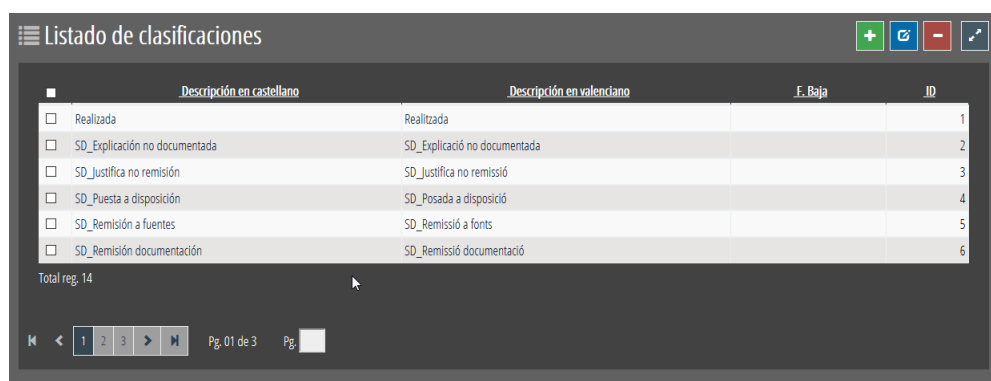 Listado de clasificaciones
Descripción en castellano Descripción en valenciano F. Baja ID
Realizada Realitzada 1
SD_Explicación no documentada SD_Explicació no documentada 2
SD_Justifica no remisión SD_Justifica no remissió 3
SD_Puesta a disposición SD_Posada a disposició 4
SD_Remisión a fuentes SD_Remissió a fonts 5
SD_Remisión documentación SD_Remissió documentació 6
Total reg. 14
1 2 3 Pg. 01 de 3 Pg.